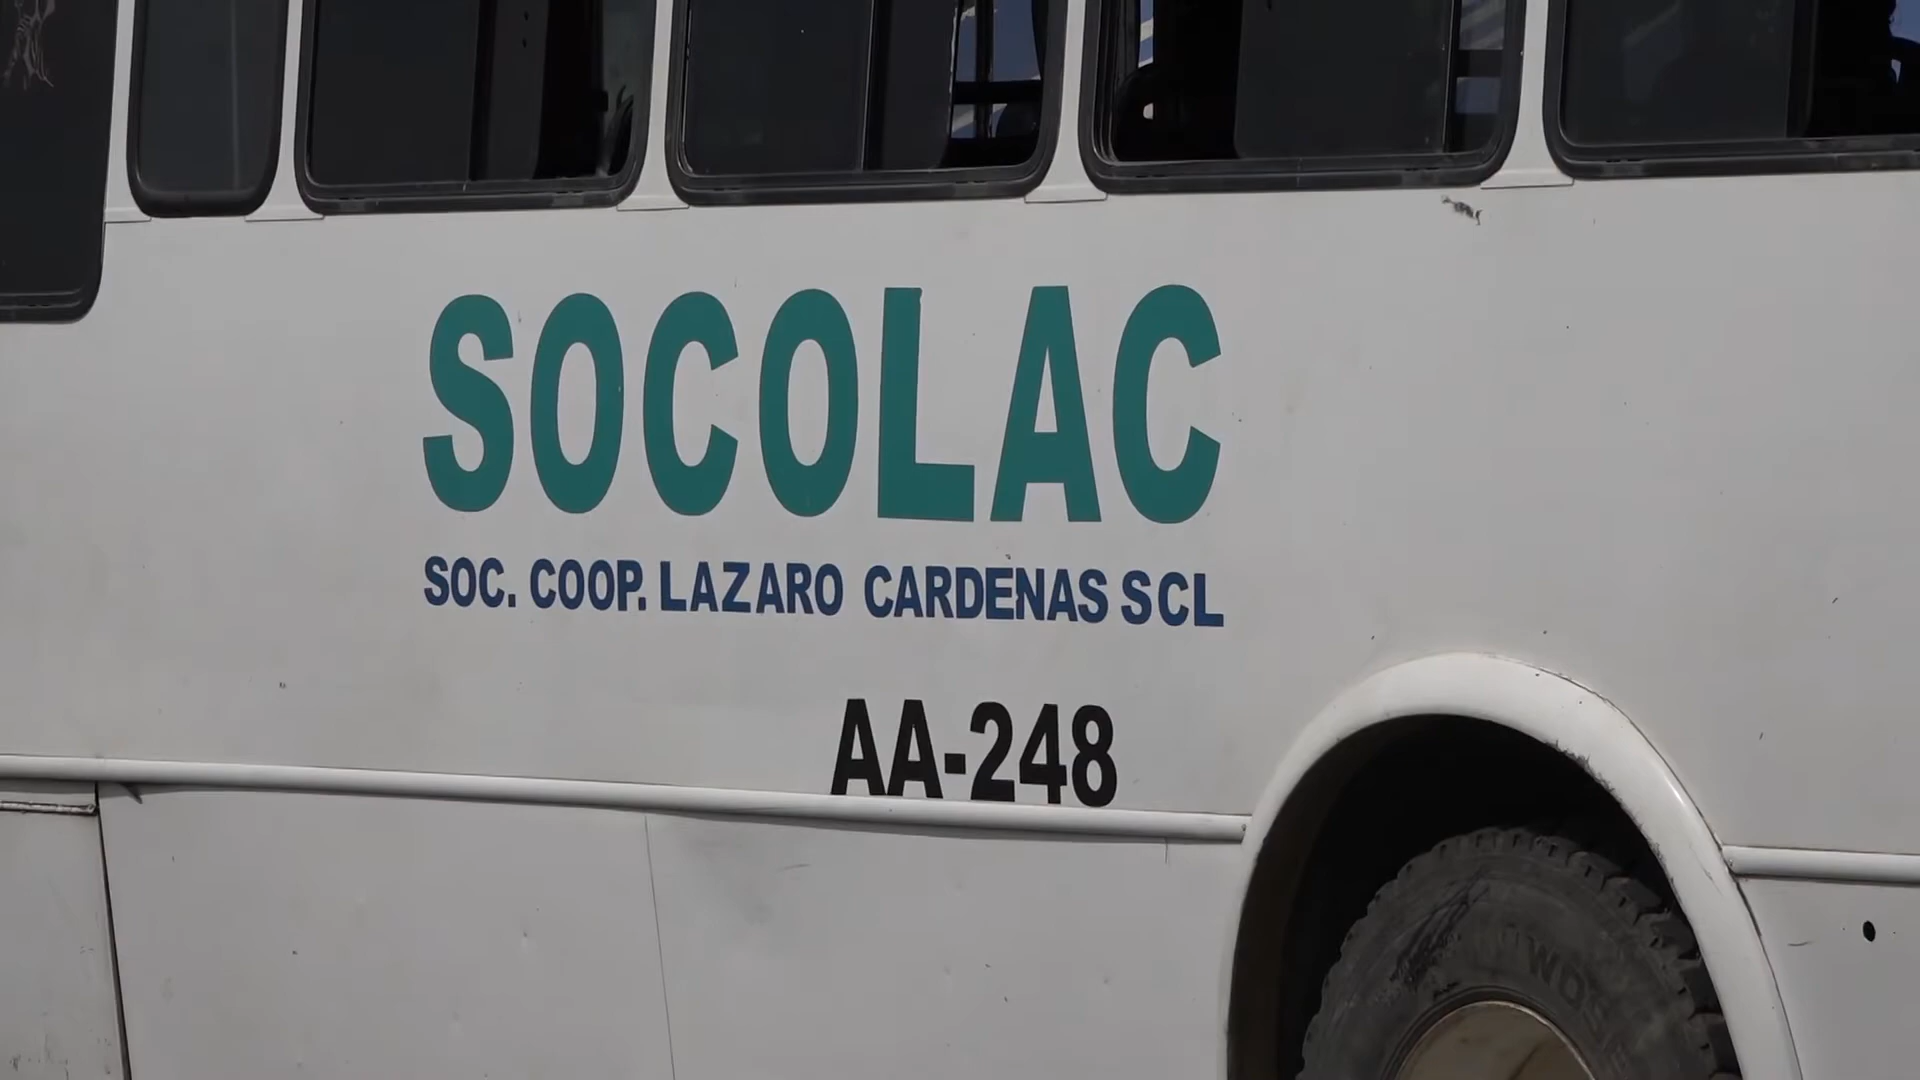 SOCOLAC
SOC. COOP. LAZARO CARDENAS SCL
AA-248